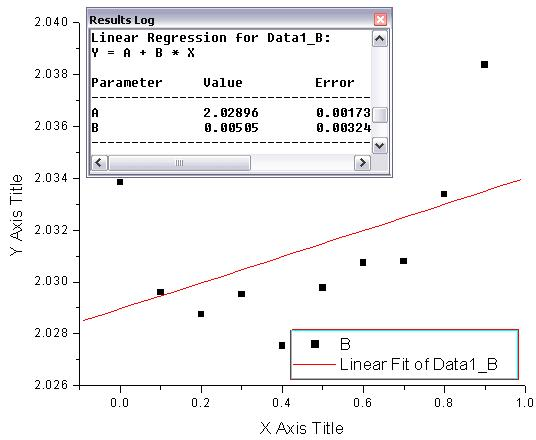 Results Log
Linear Regression for Data1_B:
Y = A + B * X
Parameter Value Error
------------------------------------------------------------
A 2.02896 0.00173
B 0.00505 0.00324
------------------------------------------------------------
2.040
2.038
2.036
2.034
2.032
2.030
2.028
2.026
Y Axis Title
B
Linear Fit of Data1_B
0.0 0.2 0.4 0.6 0.8 1.0
X Axis Title